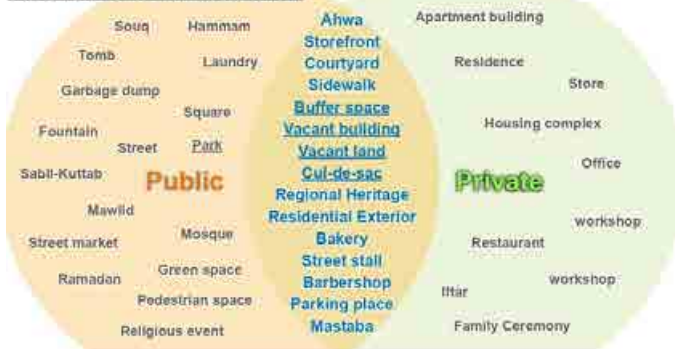 Souq
Hammam
Tomb
Laundry
Garbage dump
Square
Fountain
Street
Park
Sabil-Kuttab
Public
Mawlid
Street market
Mosque
Ramadan
Green space
Pedestrian space
Religious event
Ahwa
Storefront
Courtyard
Sidewalk
Buffer space
Vacant building
Vacant land
Cul-de-sac
Regional Heritage
Residential Exterior
Bakery
Street stall
Barbershop
Parking place
Mastaba
Apartment building
Residence
Store
Housing complex
Office
Private
workshop
Restaurant
Iftar
workshop
Family Ceremony